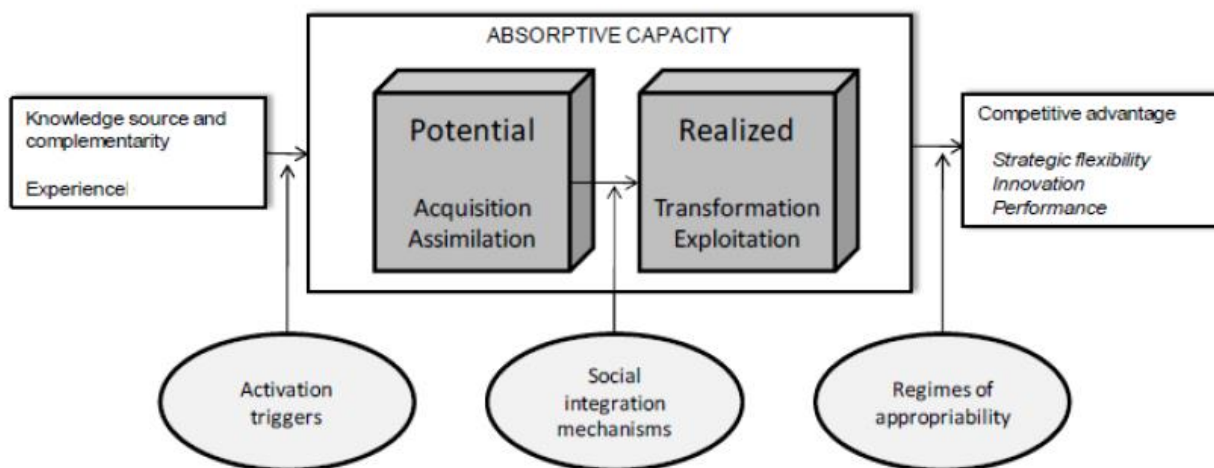 ABSORPTIVE CAPACITY
Knowledge source and
complementarity
Experiencel
Potential
Acquisition
Assimilation
Realized
Transformation
Exploitation
Competitive advantage
Strategic flexibility
Innovation
Performance
Activation
triggers
Social
integration
mechanisms
Regimes of
appropriability